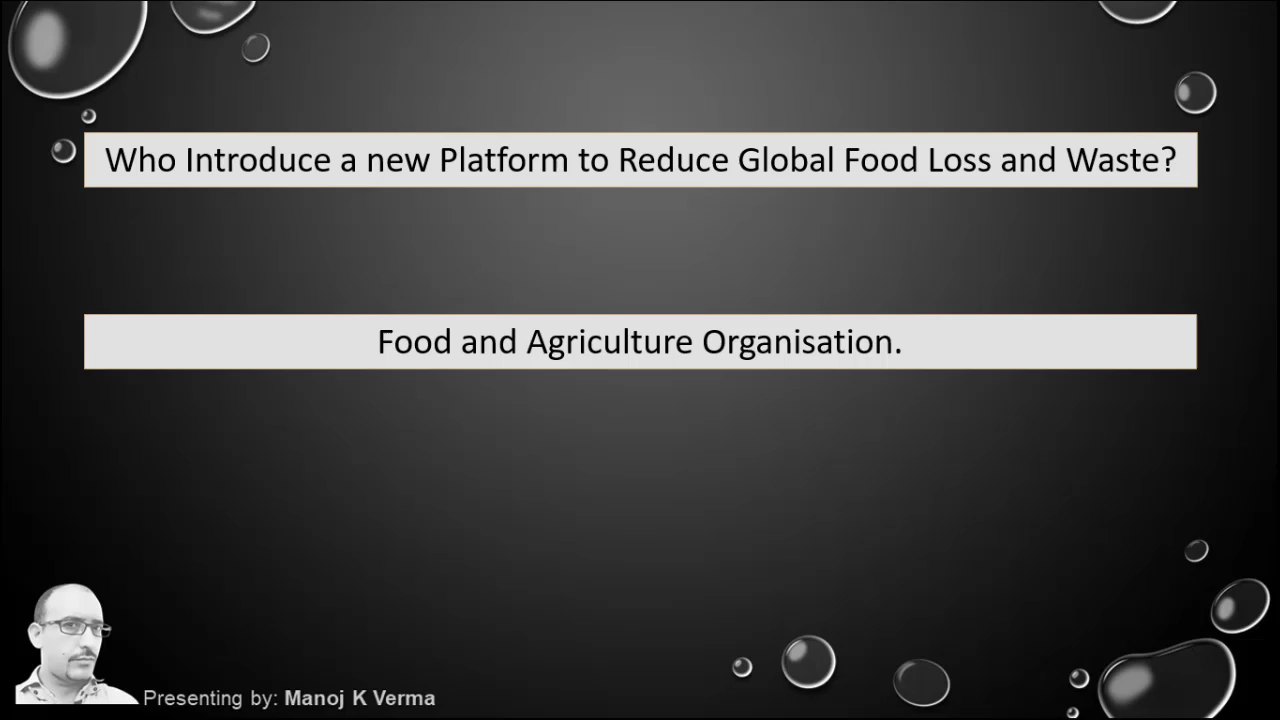 Who Introduce a new Platform to Reduce Global Food Loss and Waste?
Food and Agriculture Organisation.
Presenting by: Manoj K Verma